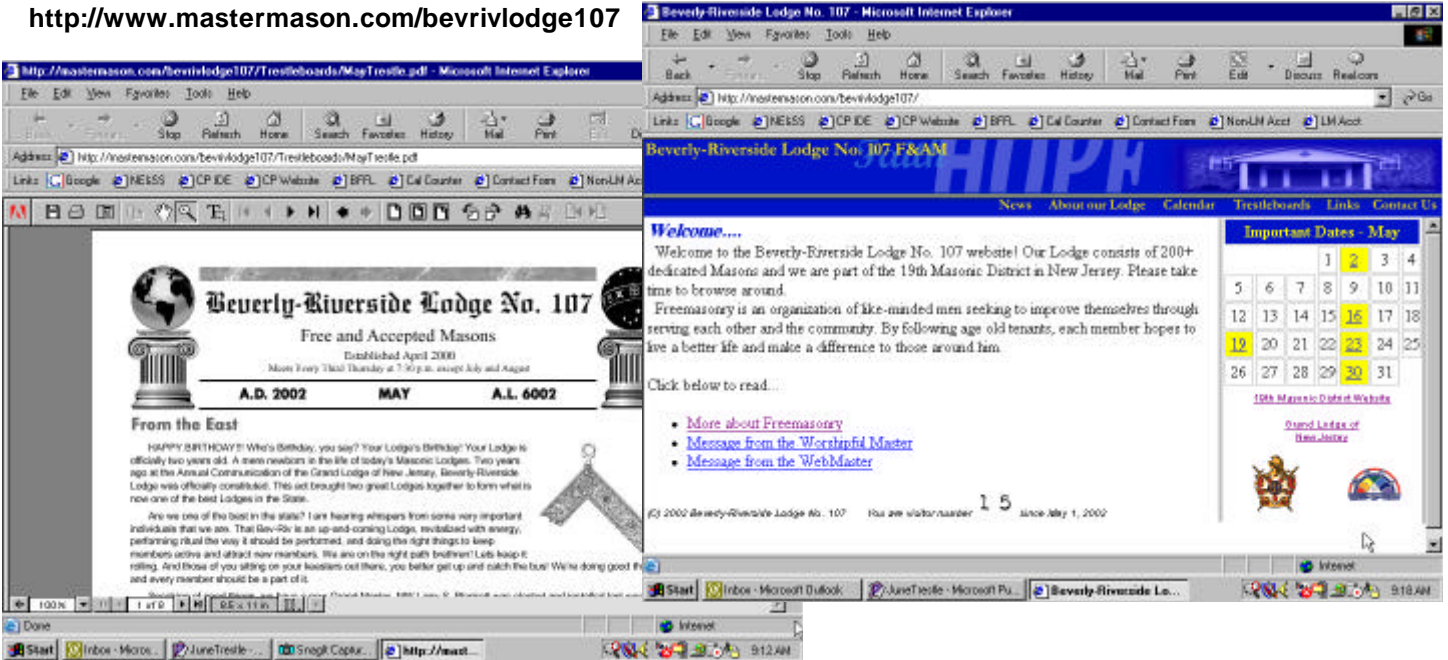 http://www.mastermason.com/bevrivlodge107
http://mastermason.com/bevrivlodge107/Trestleboards/MayTrestle.pdf - Microsoft Internet Explorer
File Edit View Favorites Tools Help
Stop Refresh Home Search Favorites History Mail Print
Address http://mastermason.com/bevrivlodge107/Trestleboards/MayTrestle.pdf
Links Google NE&SS CP IDE CP Website BFFL Cal Counter Contact Form Non-LM Acc
Beverly-Riverside Lodge No. 107
Free and Accepted Masons
Established April 2000
Meets Every Third Thursday at 7:30 p.m. except July and August
A.D. 2002 MAY A.L. 6002
From the East
HAPPY BIRTHDAY!!! Who's Birthday, you say? Your Lodge's Birthday! Your Lodge is
officially two years old. A mere newborn in the life of today's Masonic Lodges. Two years
ago at the Annual Communication of the Grand Lodge of New Jersey, Beverly-Riverside
Lodge was officially constituted. This act brought two great Lodges together to form what is
now one of the best Lodges in the State.
Are we one of the best in the state? I am hearing whispers from some very important
individuals that we are. That Bev-Riv is an up-and-coming Lodge, revitalized with energy,
performing ritual the way it should be performed, and doing the right things to keep
members active and attract new members. We are on the right path brethren! Lets keep it
rolling. And those of you sitting on your keesters out there, you better get up and catch the bus! We're doing good th
and every member should be a part of it.
100% 1 of 8 8.5 x 11 in
Done Internet
Start Inbox - Micros... JuneTrestle -... SnagIt Captur... http://mast... 9:12 AM
Beverly-Riverside Lodge No. 107 - Microsoft Internet Explorer
File Edit View Favorites Tools Help
Back Stop Refresh Home Search Favorites History Mail Print Edit Discuss Real.com
Address http://mastermason.com/bevrivlodge107/ Go
Links Google NE&SS CP IDE CP Website BFFL Cal Counter Contact Form Non-LM Acct LM Acct
Beverly-Riverside Lodge No. 107 F&AM
Faith HOPE
News About our Lodge Calendar Trestleboards Links Contact Us
Welcome....
Welcome to the Beverly-Riverside Lodge No. 107 website! Our Lodge consists of 200+
dedicated Masons and we are part of the 19th Masonic District in New Jersey. Please take
time to browse around.
Freemasonry is an organization of like-minded men seeking to improve themselves through
serving each other and the community. By following age old tenants, each member hopes to
live a better life and make a difference to those around him.
Click below to read...
More about Freemasonry
Message from the Worshipful Master
Message from the WebMaster
(C) 2002 Beverly-Riverside Lodge No. 107 You are visitor number 1 5 since May 1, 2002
Important Dates - May
1 2 3 4
5 6 7 8 9 10 11
12 13 14 15 16 17 18
19 20 21 22 23 24 25
26 27 28 29 30 31
19th Masonic District Website
Grand Lodge of
New Jersey
Internet
Start Inbox - Microsoft Outlook JuneTrestle - Microsoft Pu... Beverly-Riverside Lo... 9:18 AM